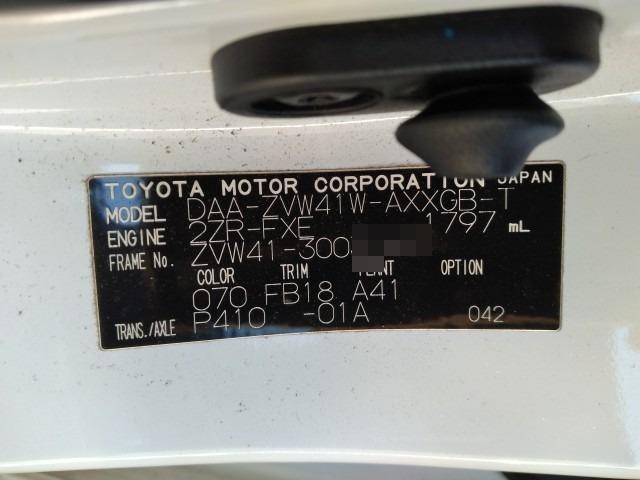 TOYOTA MOTOR CORPORATION JAPAN
MODEL DAA-ZVW41W-AXXGB-T
ENGINE 2ZR-FXE 1797 mL
FRAME No. ZVW41-300
COLOR TRIM PLANT OPTION
070 FB18 A41
TRANS./AXLE P410 -01A 042